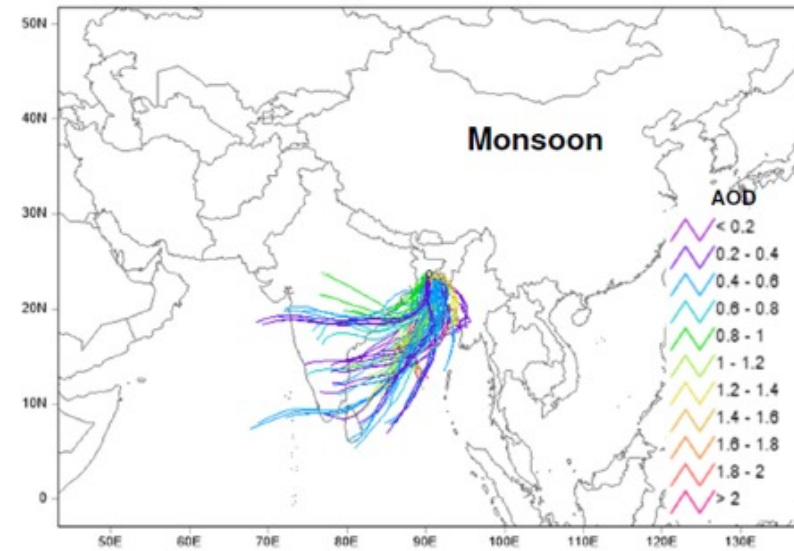 50N
40N
Monsoon
30N
AOD
< 0.2
0.2 - 0.4
0.4 - 0.6
20N
0.6 - 0.8
0.8 - 1
1 - 1.2
1.2 - 1.4
10N
1.4 - 1.6
1.6 - 1.8
1.8 - 2
0
> 2
50E 60E 70E 80E 90E 100E 110E 120E 130E